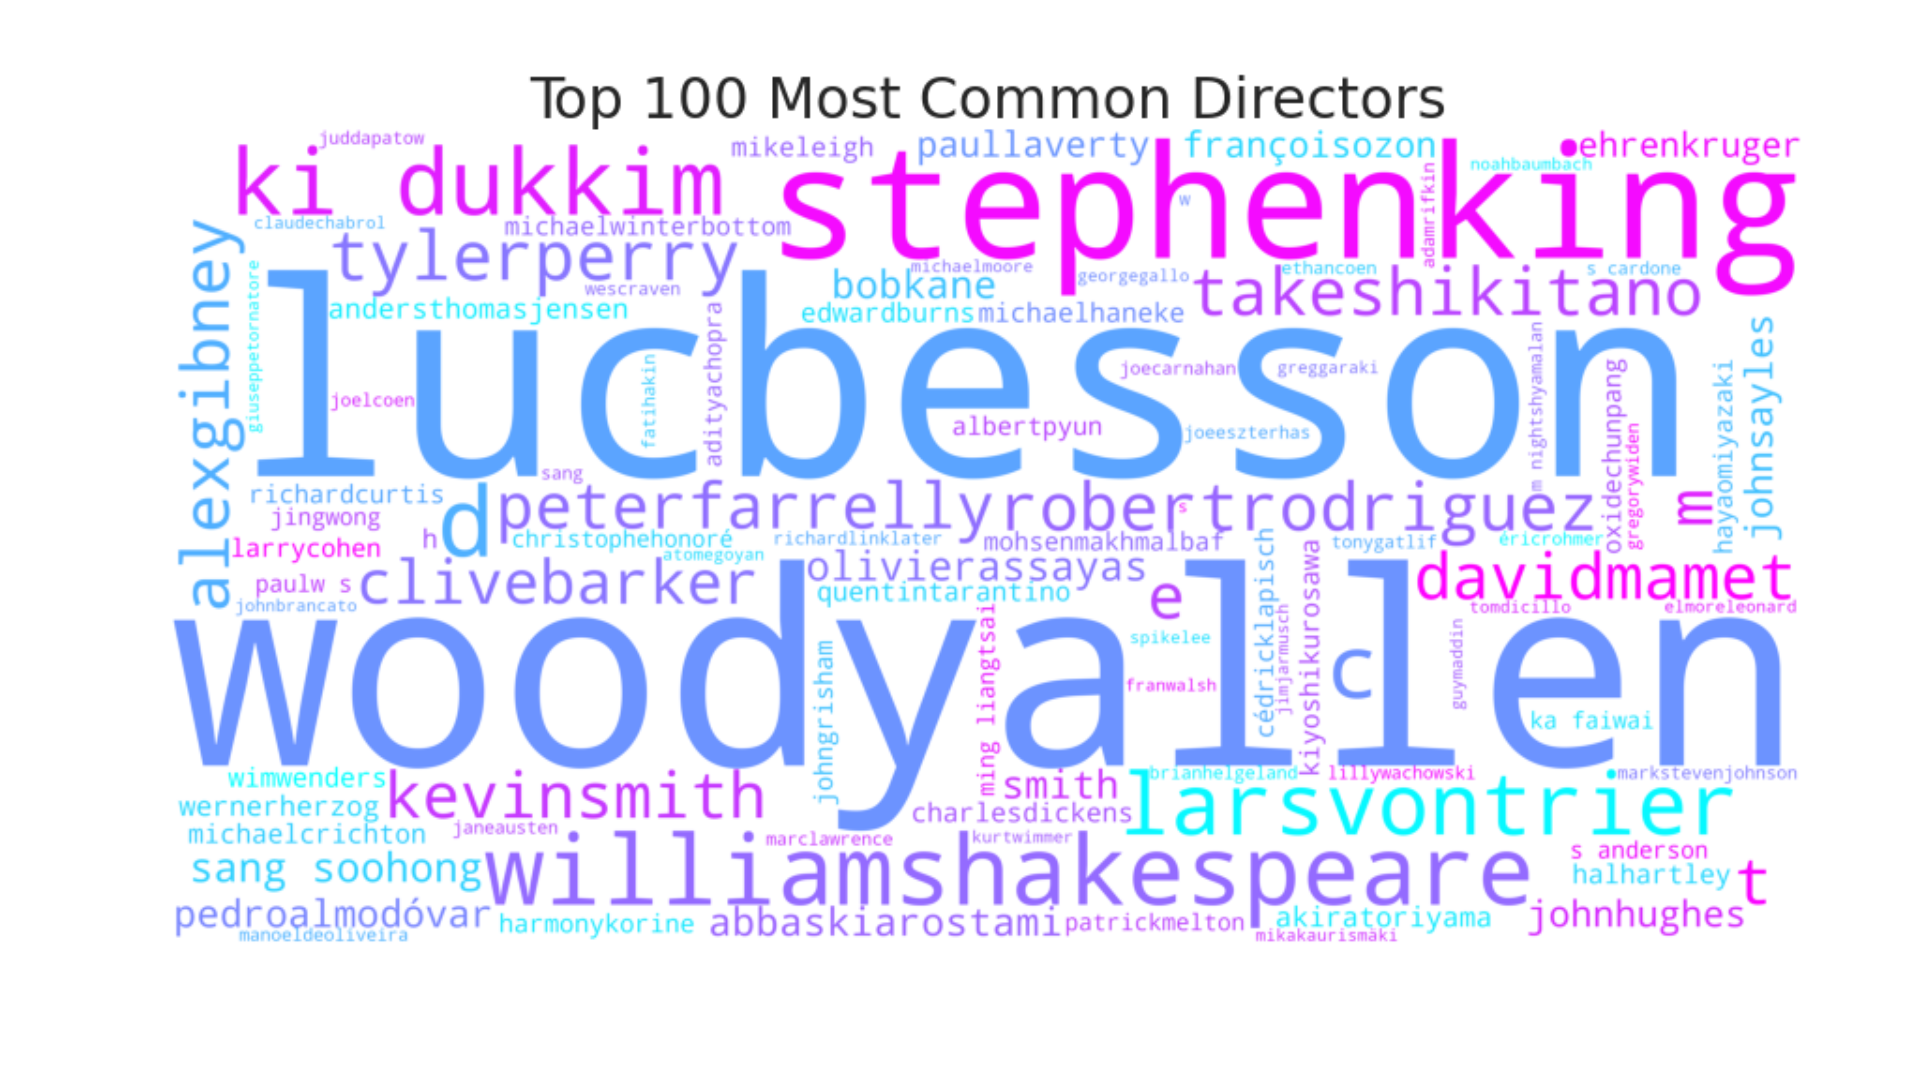 Top 100 Most Common Directors
juddapatow
mikeleigh
paullaverty
françoisozon
ehrenkruger
ki dukkim
stephenking
noahbaumbach
adamrifkin
w
claudechabrol
michaelwinterbottom
tylerperry
michaelmoore
georgegallo
ethancoen
s cardone
wescraven
bobkane
takeshikitano
alexgibney
giuseppetornatore
andersthomasjensen
edwardburns
michaelhaneke
lucbesson
adityachopra
fatihakin
joelcoen
joecarnahan
greggaraki
albertpyun
joeeszterhas
m nightshyamalan
oxidechunpang
gregorywiden
hayaomiyazaki
johnsayles
sang
richardcurtis
jingwong
h
d
peterfarrelly
robertrodriguez
s
m
larrycohen
christophehonoré
richardlinklater
mohsenmakhmalbaf
tonygatlif
éricrohmer
atomegoyan
paulw s
clivebarker
olivierassayas
quentintarantino
e
davidmamet
johnbrancato
tomdicillo
elmoreleonard
woodyallen
johngrisham
ming liangtsai
spikelee
franwalsh
cédricklapisch
jimjarmusch
kiyoshikurosawa
c
guymaddin
ka faiwai
wimwenders
kevinsmith
smith
brianhelgeland
lillywachowski
markstevenjohnson
wernerherzog
charlesdickens
larsvontrier
michaelcrichton
janeausten
marclawrence
kurtwimmer
sang soohong
williamshakespeare
s anderson
halhartley
t
pedroalmodóvar
harmonykorine
abbaskiarostami
patrickmelton
akiratoriyama
johnhughes
manoeldeoliveira
mikakaurismäki